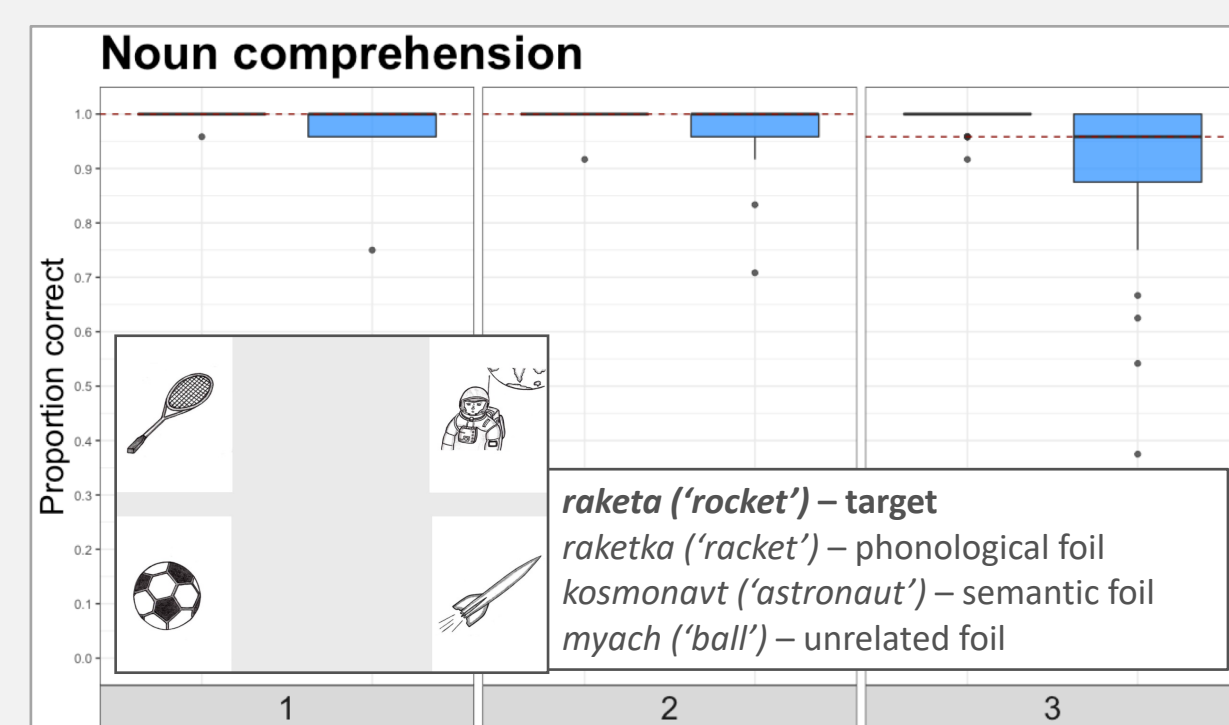 Noun comprehension
Proportion correct
1.0
0.9
0.8
0.7
0.6
0.5
0.4
0.3
0.2
0.1
0.0
raketa (‘rocket’) – target
raketka (‘racket’) – phonological foil
kosmonavt (‘astronaut’) – semantic foil
myach (‘ball’) – unrelated foil
1
2
3